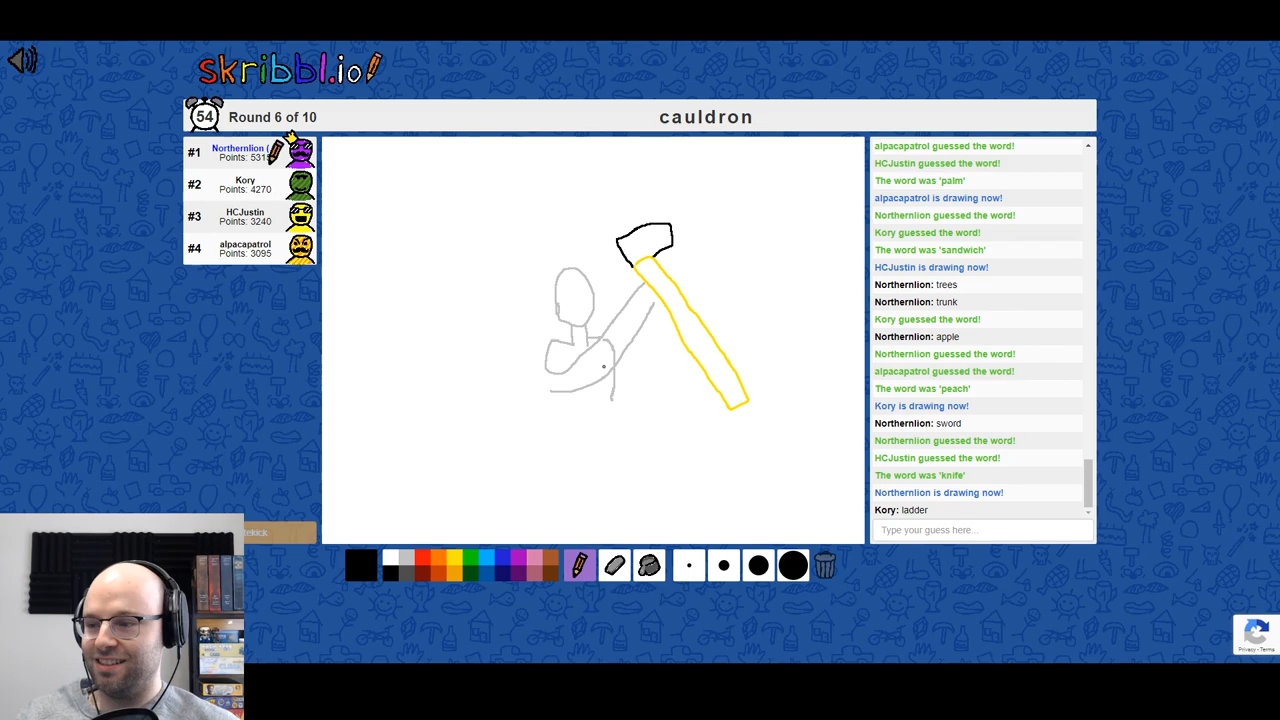 skribbl.io
54
Round 6 of 10
cauldron
#1
Northernlion (
Points: 5315
#2
Kory
Points: 4270
#3
HCJustin
Points: 3240
#4
alpacapatrol
Points: 3095
alpacapatrol guessed the word!
HCJustin guessed the word!
The word was 'palm'
alpacapatrol is drawing now!
Northernlion guessed the word!
Kory guessed the word!
The word was 'sandwich'
HCJustin is drawing now!
Northernlion: trees
Northernlion: trunk
Kory guessed the word!
Northernlion: apple
Northernlion guessed the word!
alpacapatrol guessed the word!
The word was 'peach'
Kory is drawing now!
Northernlion: sword
Northernlion guessed the word!
HCJustin guessed the word!
The word was 'knife'
Northernlion is drawing now!
Kory: ladder
Type your guess here...
Privacy - Terms